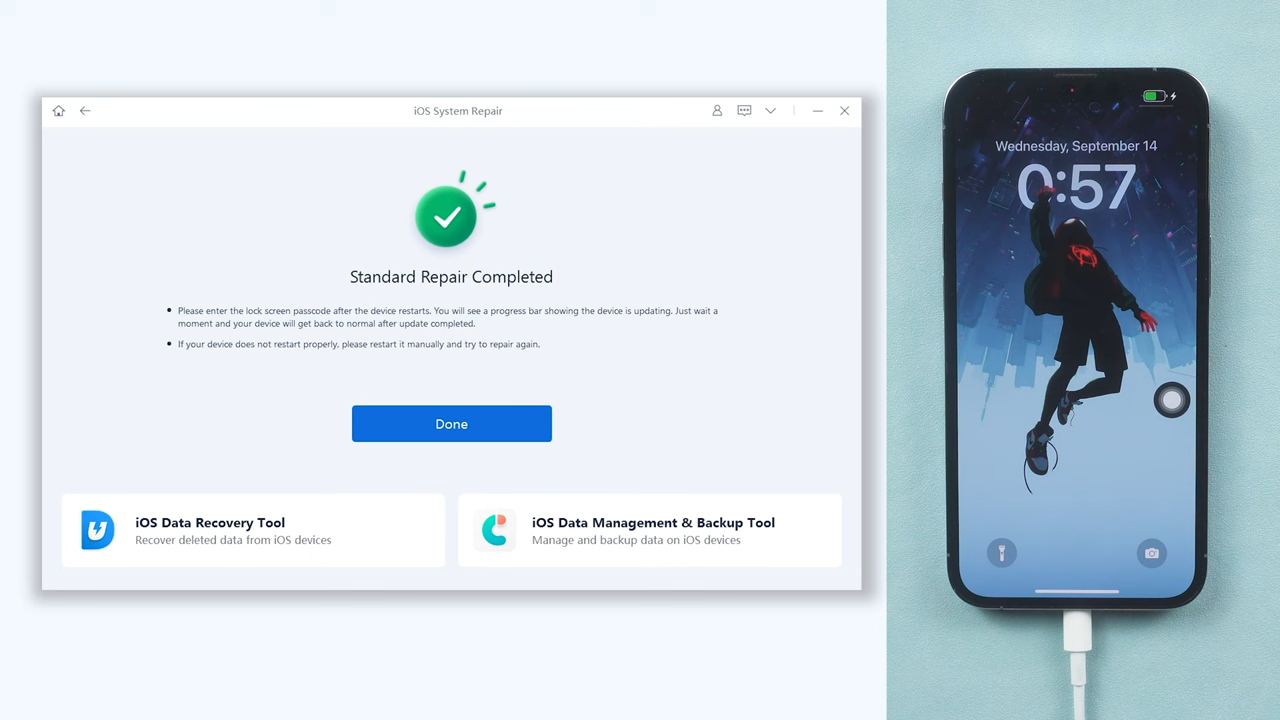 iOS System Repair
Standard Repair Completed
Please enter the lock screen passcode after the device restarts. You will see a progress bar showing the device is updating. Just wait a
moment and your device will get back to normal after update completed.
If your device does not restart properly, please restart it manually and try to repair again.
Done
iOS Data Recovery Tool
Recover deleted data from iOS devices
iOS Data Management & Backup Tool
Manage and backup data on iOS devices
Wednesday, September 14
0:57